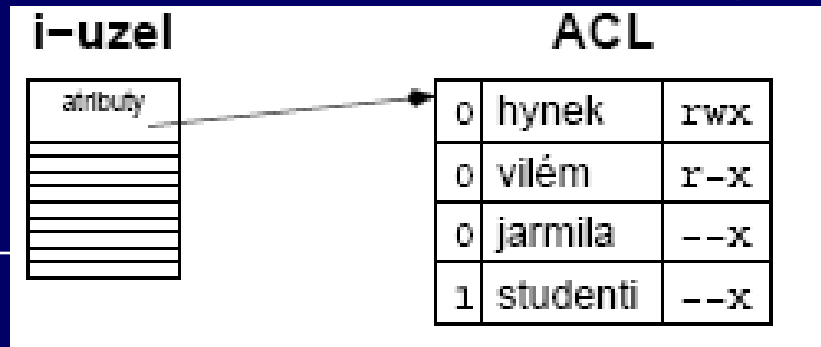 i-uzel ACL
atributy
0 hynek rwx
0 vilém r-x
0 jarmila --x
1 studenti --x